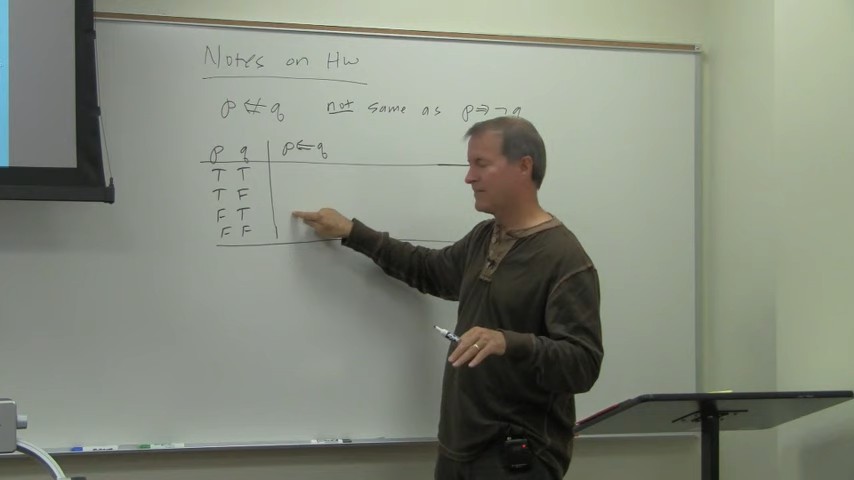 Notes on HW
p ⇍ q not same as p ⇒ ¬q
p q p ⇐ q
T T
T F
F T
F F